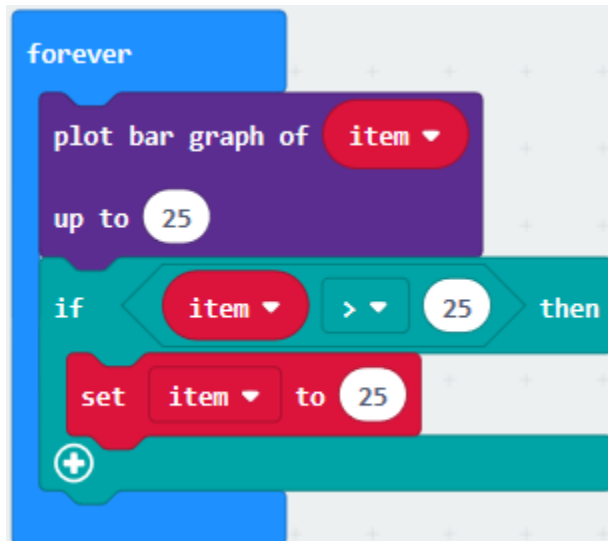 forever
plot bar graph of item
up to 25
if item > 25 then
set item to 25